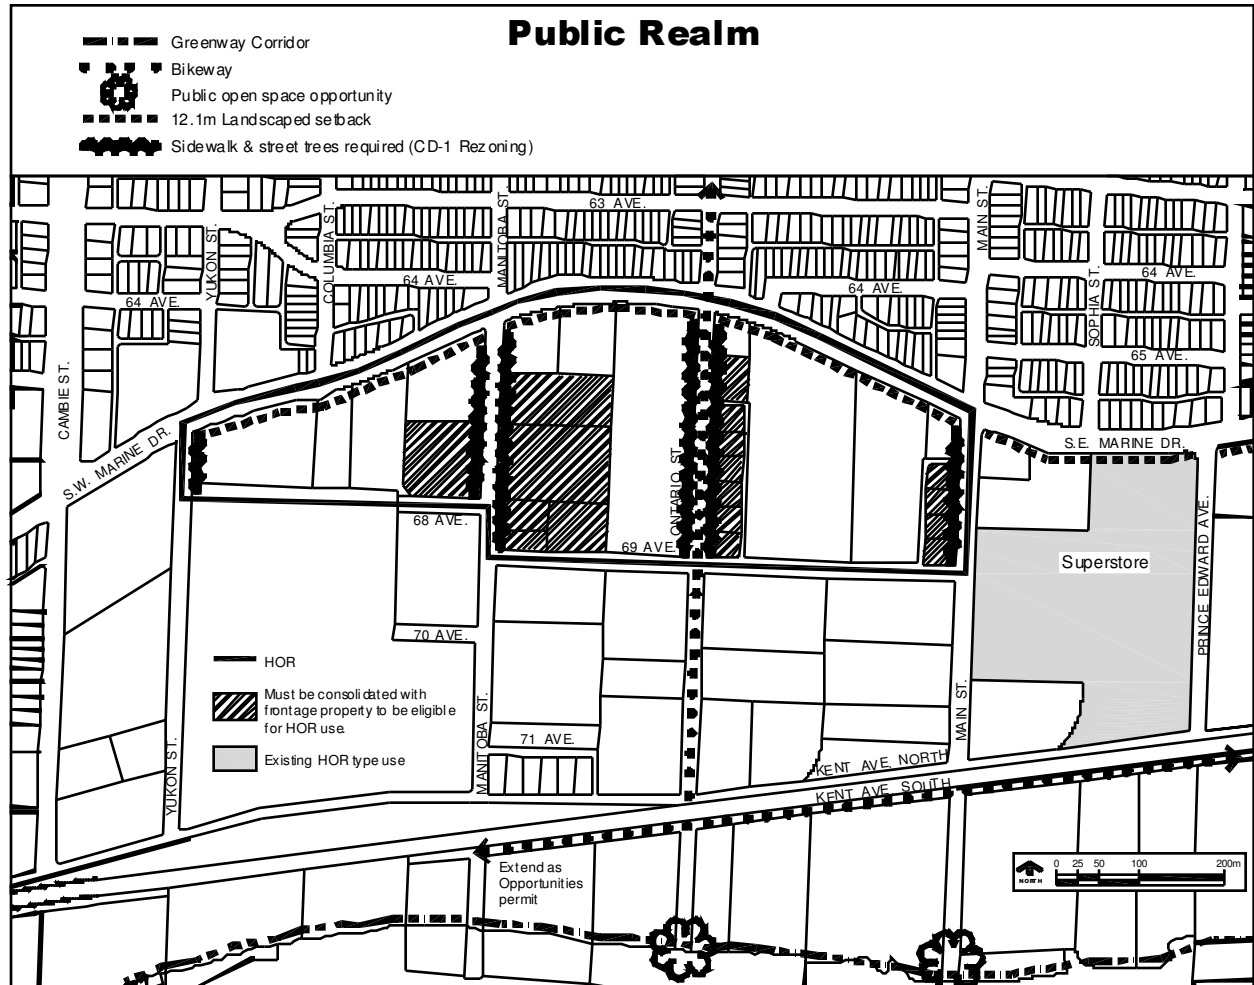 Public Realm
Greenway Corridor
Bikeway
Public open space opportunity
12.1m Landscaped setback
Sidewalk & street trees required (CD-1 Rezoning)
63 AVE.
MANITOBA ST.
MAIN ST.
COLUMBIA ST.
YUKON ST.
64 AVE.
64 AVE.
64 AVE.
64 AVE.
SOPHIA ST.
65 AVE.
CAMBIE ST.
S.W. MARINE DR.
S.E. MARINE DR.
ONTARIO ST
68 AVE.
69 AVE.
Superstore
PRINCE EDWARD AVE.
70 AVE.
HOR
Must be consolidated with
frontage property to be eligible
for HOR use.
Existing HOR type use
MANITOBA ST.
MAIN ST.
YUKON ST.
71 AVE.
KENT AVE NORTH
KENT AVE SOUTH
Extend as
Opportunities
permit
NORTH
0 25 50 100 200m